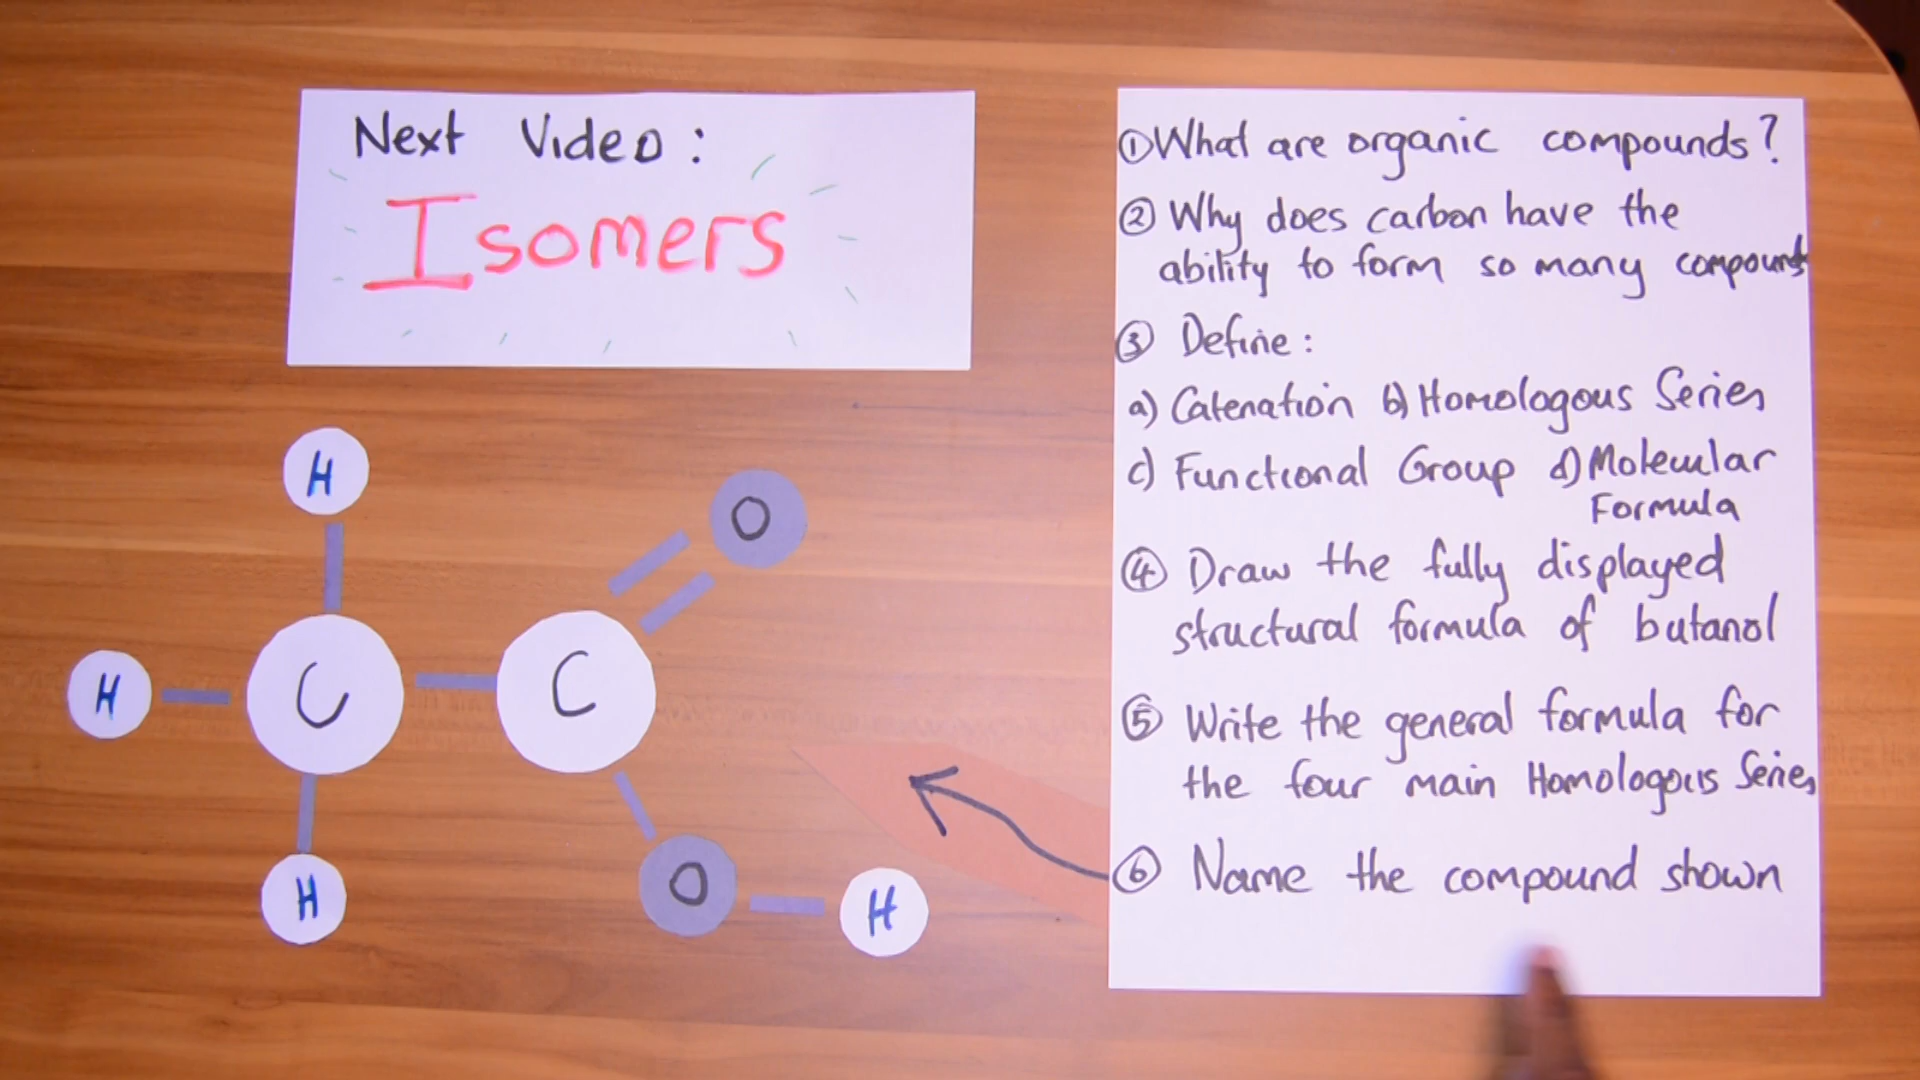 Next Video:
Isomers
H
O
H
C
C
H
O
H
① What are organic compounds?
② Why does carbon have the
ability to form so many compounds
③ Define:
a) Catenation b) Homologous Series
c) Functional Group d) Molecular
Formula
④ Draw the fully displayed
structural formula of butanol
⑤ Write the general formula for
the four main Homologous Series
⑥ Name the compound shown